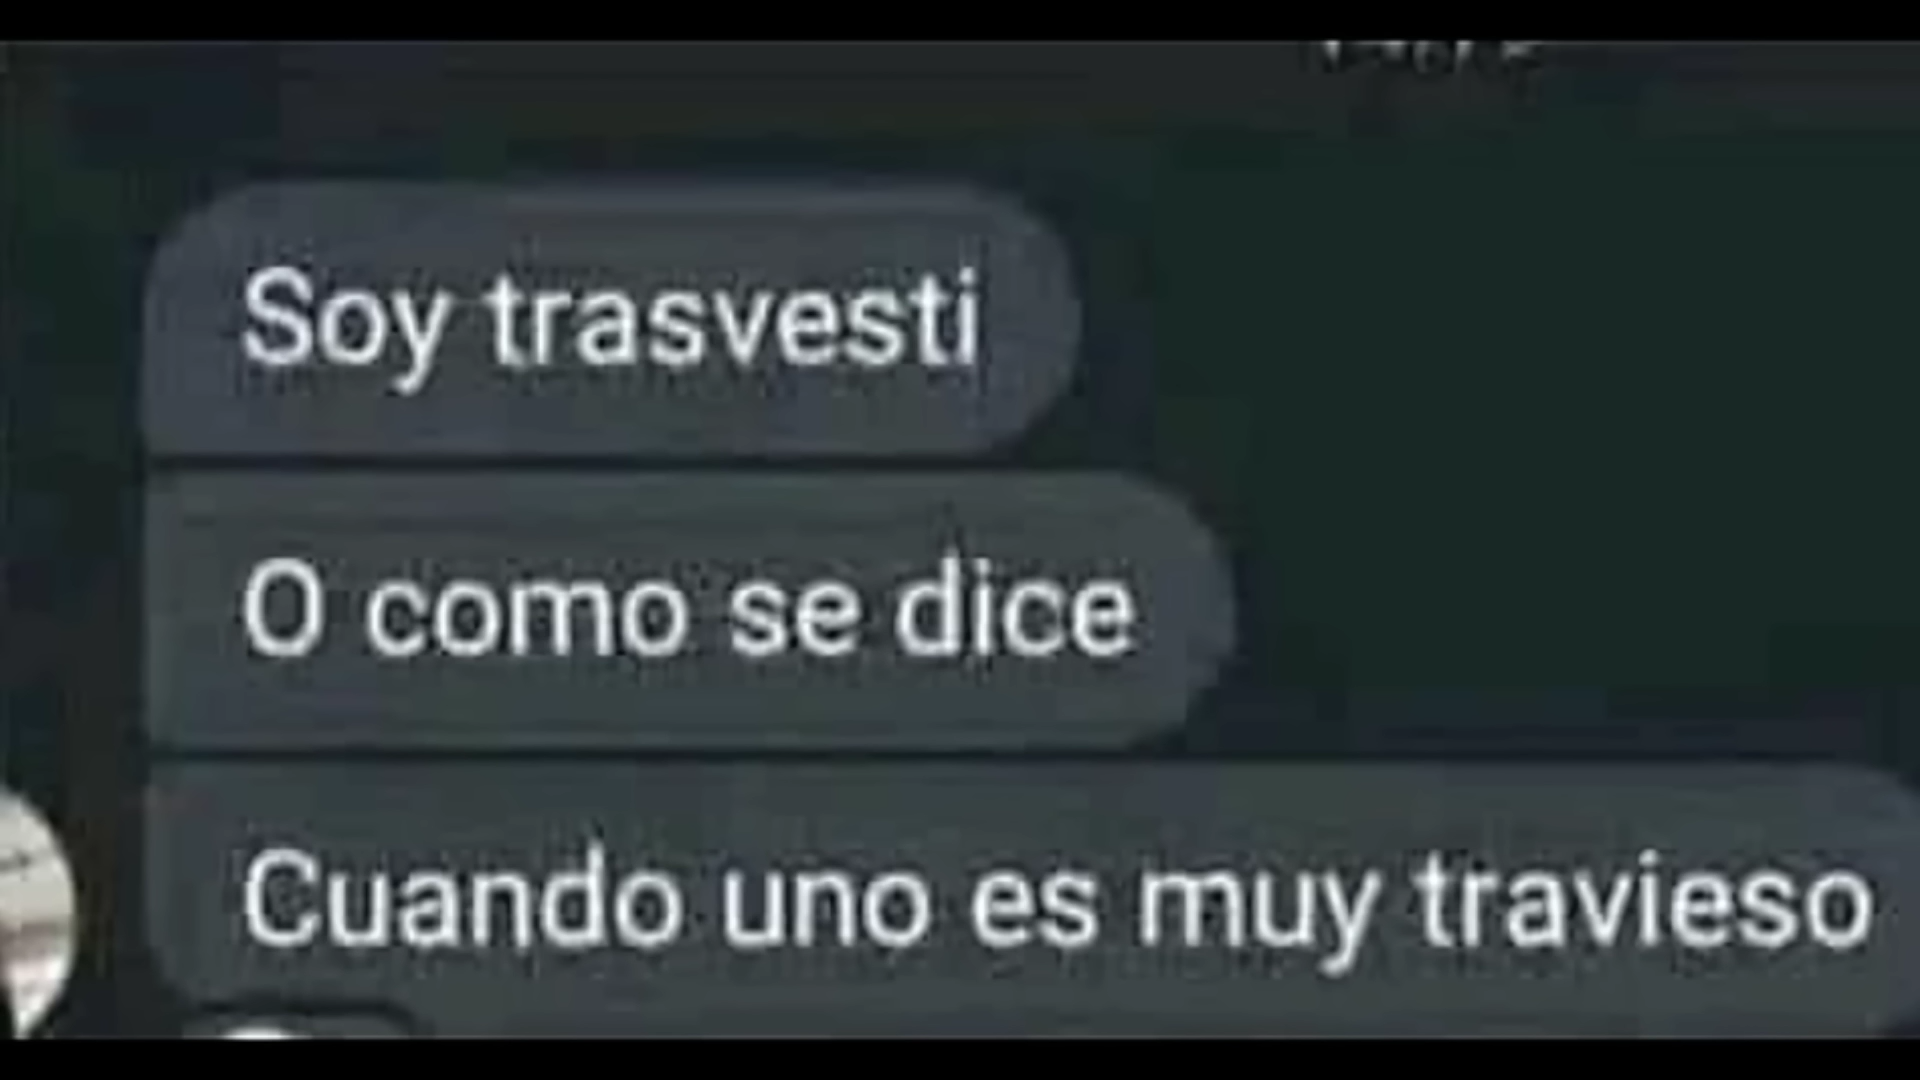 Soy trasvesti
O como se dice
Cuando uno es muy travieso